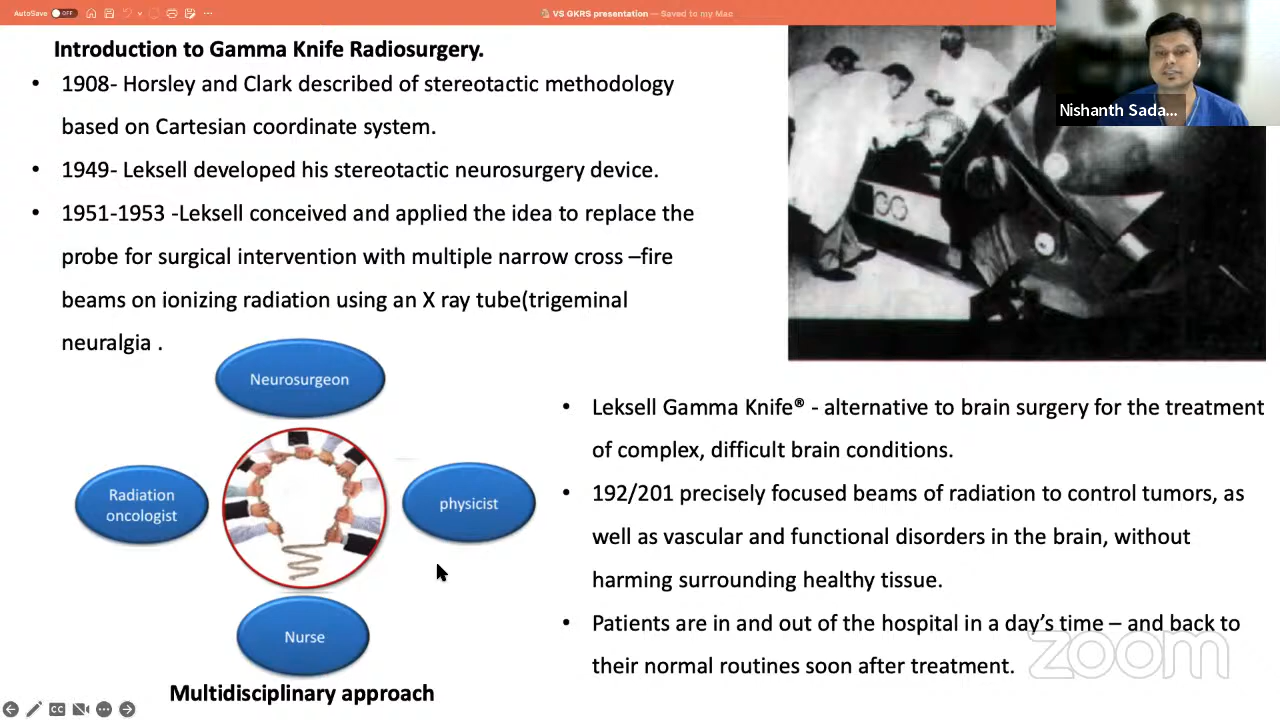 AutoSave OFF
VS GKRS presentation — Saved to my Mac
Introduction to Gamma Knife Radiosurgery.
• 1908- Horsley and Clark described of stereotactic methodology
based on Cartesian coordinate system.
• 1949- Leksell developed his stereotactic neurosurgery device.
• 1951-1953 -Leksell conceived and applied the idea to replace the
probe for surgical intervention with multiple narrow cross –fire
beams on ionizing radiation using an X ray tube(trigeminal
neuralgia .
Nishanth Sada...
Neurosurgeon
Radiation
oncologist
physicist
Nurse
Multidisciplinary approach
• Leksell Gamma Knife® - alternative to brain surgery for the treatment
of complex, difficult brain conditions.
• 192/201 precisely focused beams of radiation to control tumors, as
well as vascular and functional disorders in the brain, without
harming surrounding healthy tissue.
• Patients are in and out of the hospital in a day’s time – and back to
their normal routines soon after treatment.
zoom
CC